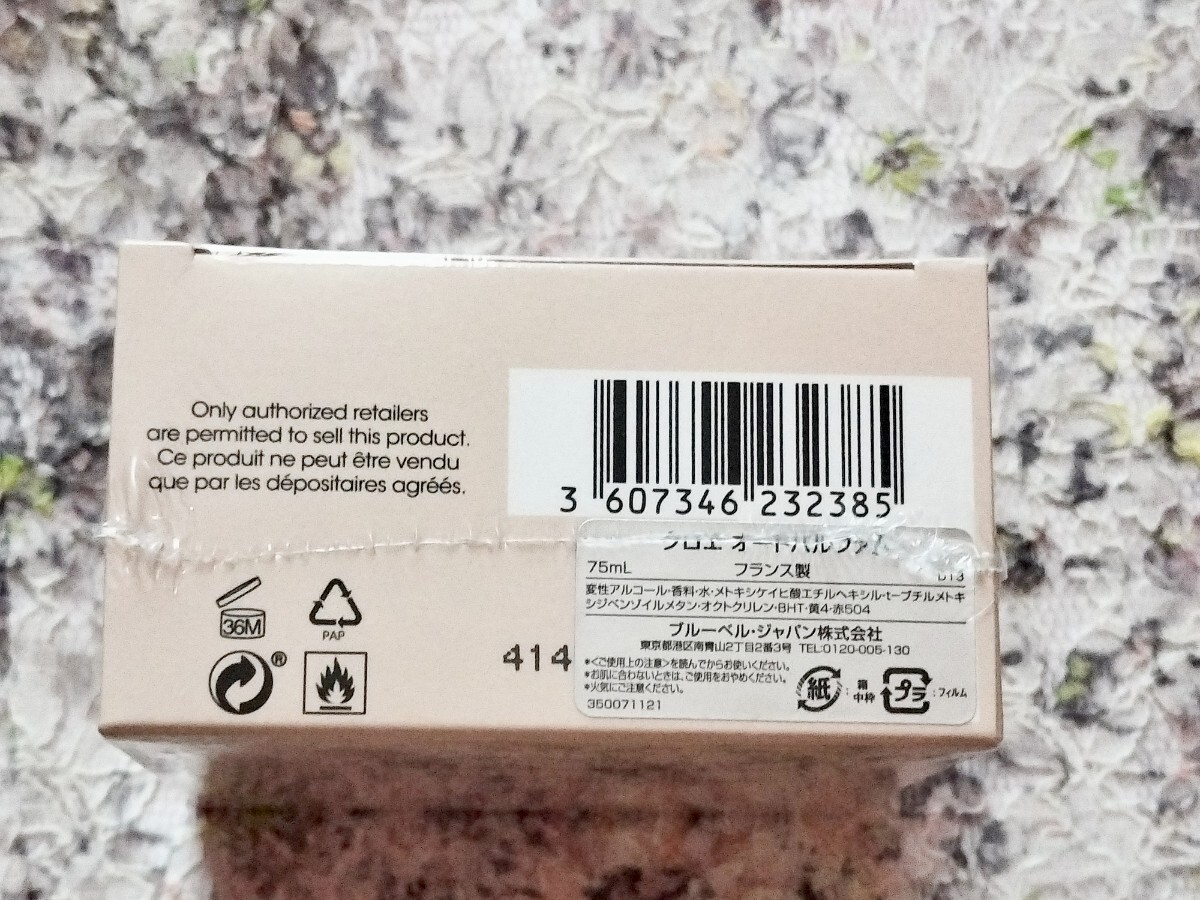 Only authorized retailers
are permitted to sell this product.
Ce produit ne peut être vendu
que par les dépositaires agréés.
3 607346 232385
クロエ オードパルファム
75mL フランス製 D13
変性アルコール・香料・水・メトキシケイヒ酸エチルヘキシル・t-ブチルメトキ
シジベンゾイルメタン・オクトクリレン・BHT・黄4・赤504
ブルーベル・ジャパン株式会社
東京都港区南青山2丁目2番3号 TEL:0120-005-130
*<ご使用上の注意>を読んでからお使いください。
*お肌に合わないときは、ご使用をおやめください。
*火気にご注意ください。
350071121
紙 : 箱 中枠 プラ : フィルム
36M
PAP
®
414